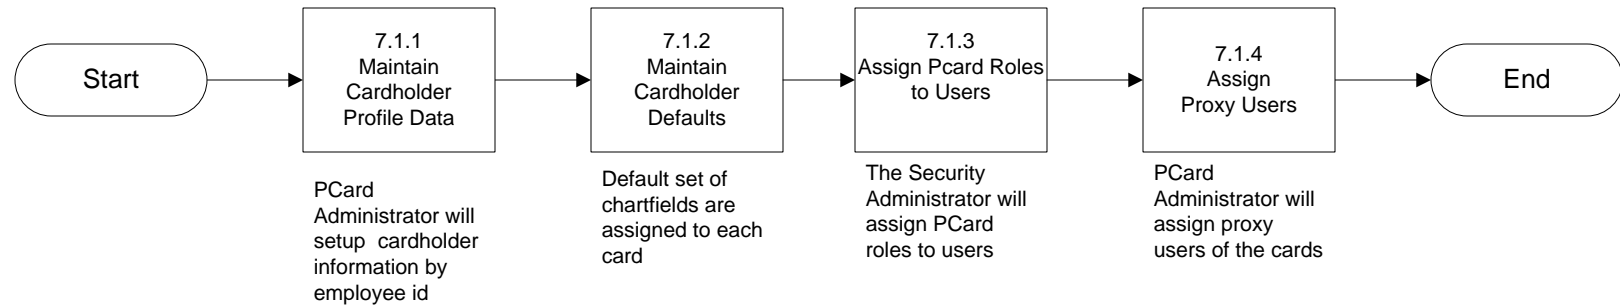 Start
7.1.1
Maintain
Cardholder
Profile Data
7.1.2
Maintain
Cardholder
Defaults
7.1.3
Assign Pcard Roles
to Users
7.1.4
Assign
Proxy Users
End
PCard
Administrator will
setup cardholder
information by
employee id
Default set of
chartfields are
assigned to each
card
The Security
Administrator will
assign PCard
roles to users
PCard
Administrator will
assign proxy
users of the cards